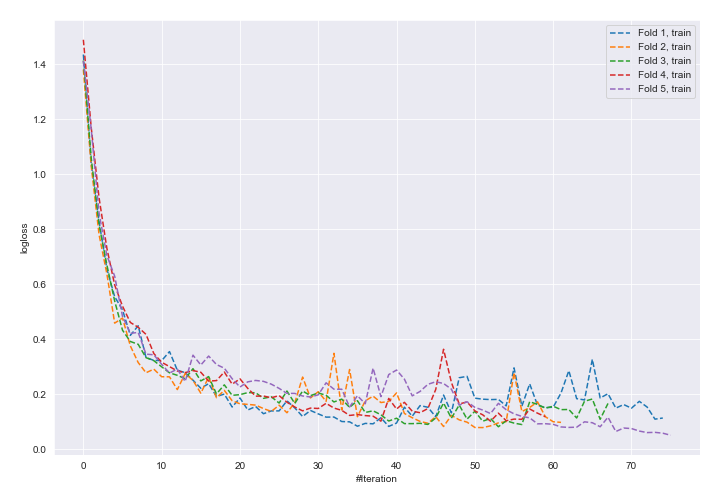 Fold 1, train
Fold 2, train
Fold 3, train
Fold 4, train
Fold 5, train
1.4
1.2
1.0
0.8
0.6
0.4
0.2
0.0
logloss
0 10 20 30 40 50 60 70
#Iteration